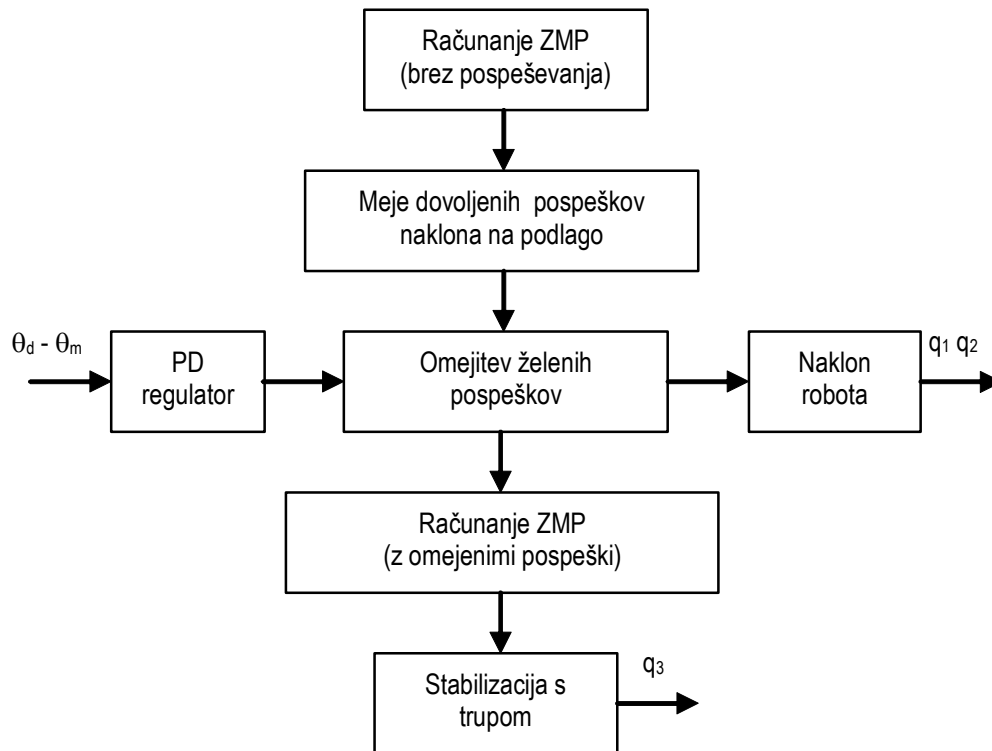 Računanje ZMP
(brez pospeševanja)
Meje dovoljenih pospeškov
naklona na podlago
θd - θm
PD
regulator
Omejitev želenih
pospeškov
Naklon
robota
q1 q2
Računanje ZMP
(z omejenimi pospeški)
Stabilizacija s
trupom
q3